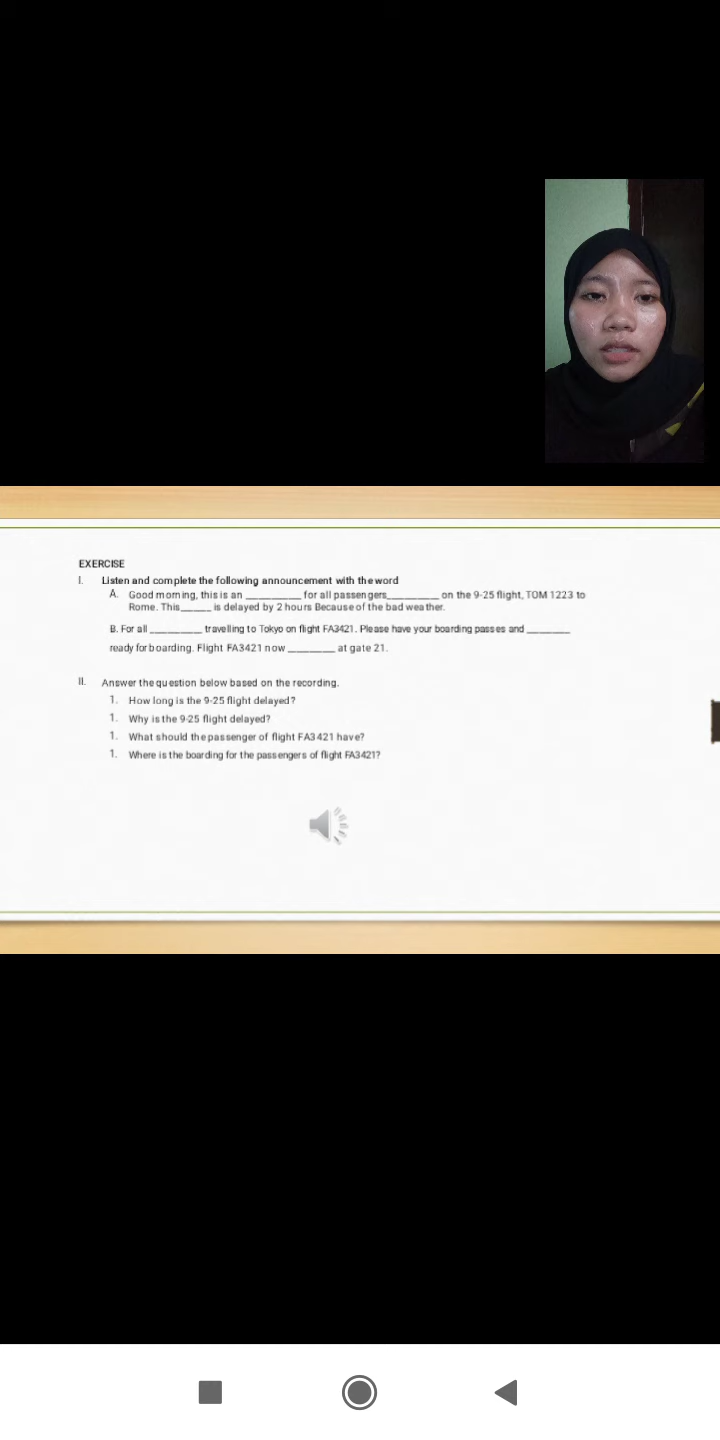 EXERCISE
I. Listen and complete the following announcement with the word
A. Good morning, this is an __________ for all passengers__________ on the 9-25 flight, TOM 1223 to
Rome. This______ is delayed by 2 hours Because of the bad weather.
B. For all __________ travelling to Tokyo on flight FA3421. Please have your boarding passes and ________
ready for boarding. Flight FA3421 now _________ at gate 21.
II. Answer the question below based on the recording.
1. How long is the 9-25 flight delayed?
1. Why is the 9-25 flight delayed?
1. What should the passenger of flight FA3421 have?
1. Where is the boarding for the passengers of flight FA3421?